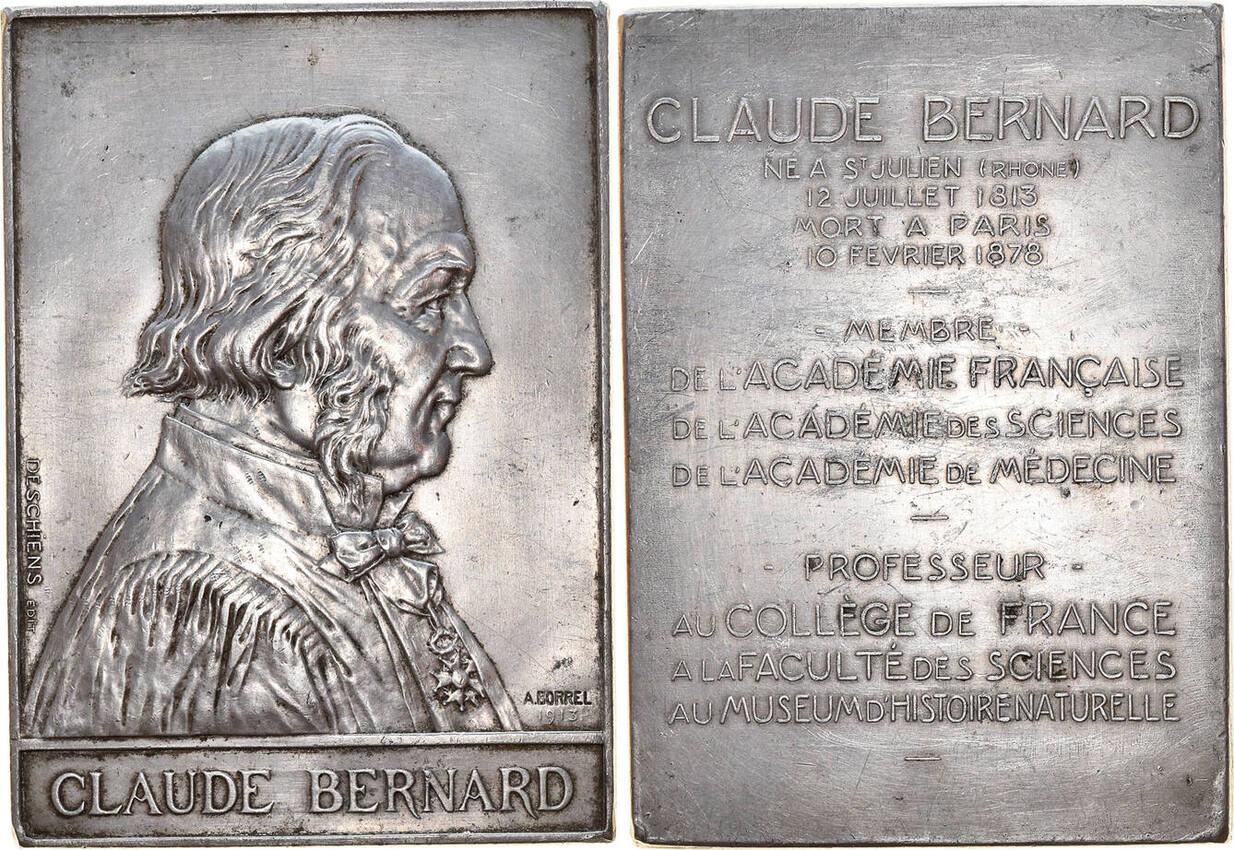 DESCHIENS EDIT
A.BORREL
1913
CLAUDE BERNARD
CLAUDE BERNARD
NÉ A ST JULIEN (RHONE)
12 JUILLET 1813
MORT A PARIS
10 FEVRIER 1878
—
- MEMBRE -
DE L'ACADÉMIE FRANÇAISE
DE L'ACADÉMIE DES SCIENCES
DE L'ACADÉMIE DE MÉDECINE
—
- PROFESSEUR -
AU COLLÈGE DE FRANCE
A LA FACULTÉ DES SCIENCES
AU MUSEUM D'HISTOIRE NATURELLE
—